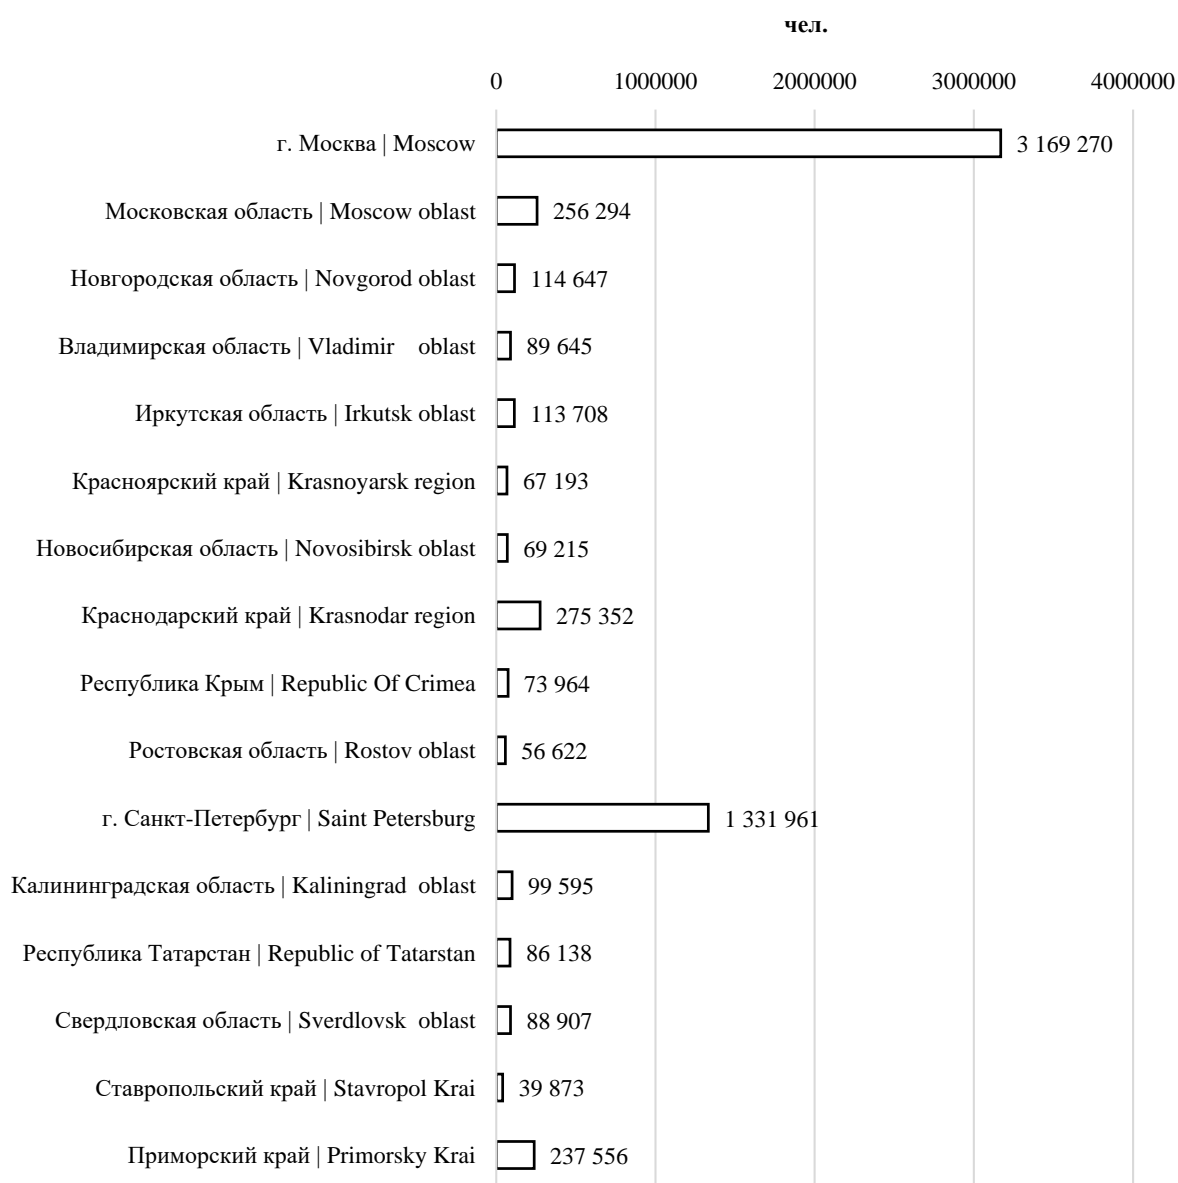 чел.
0 1000000 2000000 3000000 4000000
г. Москва | Moscow 3 169 270
Московская область | Moscow oblast 256 294
Новгородская область | Novgorod oblast 114 647
Владимирская область | Vladimir oblast 89 645
Иркутская область | Irkutsk oblast 113 708
Красноярский край | Krasnoyarsk region 67 193
Новосибирская область | Novosibirsk oblast 69 215
Краснодарский край | Krasnodar region 275 352
Республика Крым | Republic Of Crimea 73 964
Ростовская область | Rostov oblast 56 622
г. Санкт-Петербург | Saint Petersburg 1 331 961
Калининградская область | Kaliningrad oblast 99 595
Республика Татарстан | Republic of Tatarstan 86 138
Свердловская область | Sverdlovsk oblast 88 907
Ставропольский край | Stavropol Krai 39 873
Приморский край | Primorsky Krai 237 556